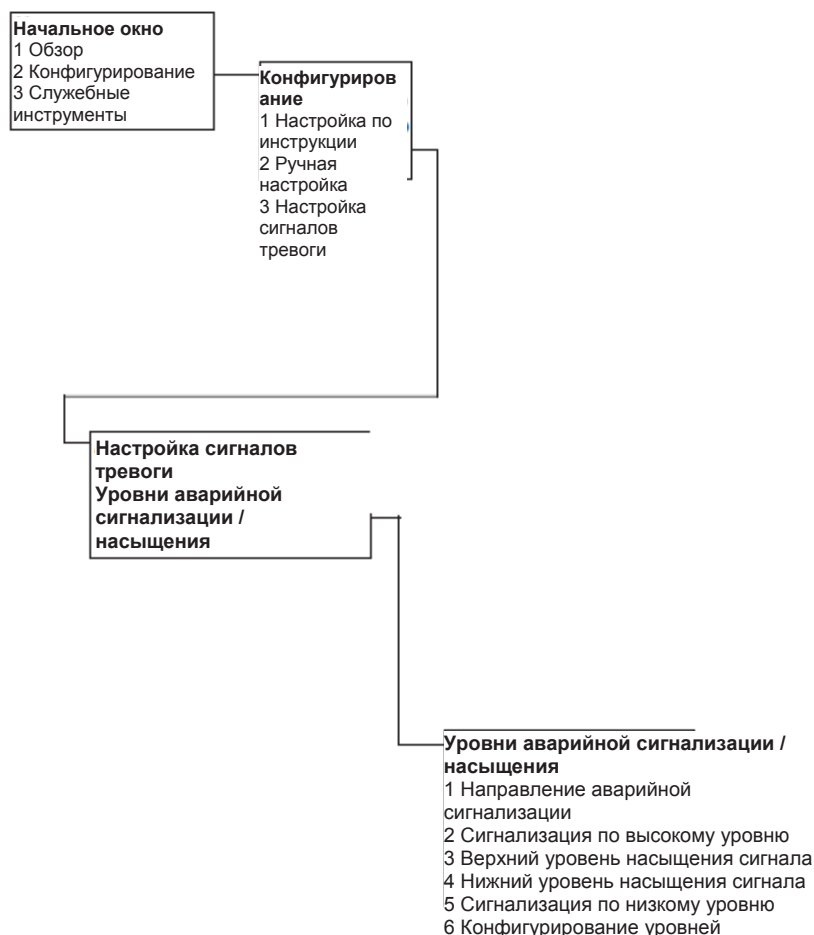 Начальное окно
1 Обзор
2 Конфигурирование
3 Служебные
инструменты
Конфигуриров
ание
1 Настройка по
инструкции
2 Ручная
настройка
3 Настройка
сигналов
тревоги
Настройка сигналов
тревоги
Уровни аварийной
сигнализации /
насыщения
Уровни аварийной сигнализации /
насыщения
1 Направление аварийной
сигнализации
2 Сигнализация по высокому уровню
3 Верхний уровень насыщения сигнала
4 Нижний уровень насыщения сигнала
5 Сигнализация по низкому уровню
6 Конфигурирование уровней